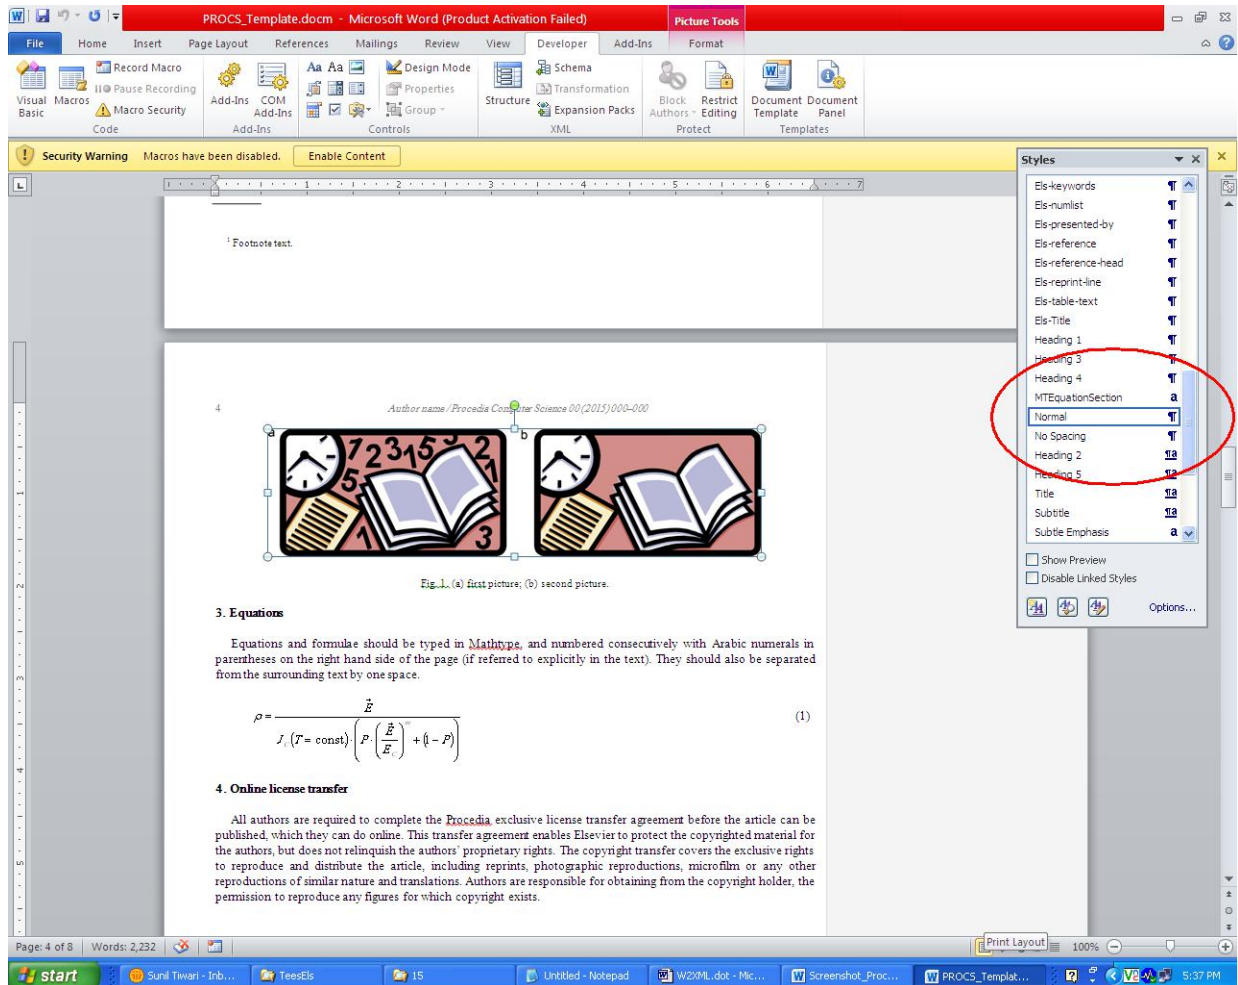 PROCS_Template.docm - Microsoft Word (Product Activation Failed)
Picture Tools
File Home Insert Page Layout References Mailings Review View Developer Add-Ins Format
Visual Basic
Macros
Record Macro
Pause Recording
Macro Security
Code
Add-Ins
COM Add-Ins
Add-Ins
Aa Aa
Design Mode
Properties
Group
Controls
Structure
Schema
Transformation
Expansion Packs
XML
Block Authors
Restrict Editing
Protect
Document Template
Document Panel
Templates
Security Warning Macros have been disabled. Enable Content
1 2 3 4 5 6 7
1 Footnote text.
4 Author name / Procedia Computer Science 00 (2015) 000–000
a b
Fig. 1. (a) first picture; (b) second picture.
3. Equations
Equations and formulae should be typed in Mathtype, and numbered consecutively with Arabic numerals in
parentheses on the right hand side of the page (if referred to explicitly in the text). They should also be separated
from the surrounding text by one space.
ρ = E⃗ / (J_c (T = const) · (P · (E⃗ / E_C)^m + (1 − P))) (1)
4. Online license transfer
All authors are required to complete the Procedia exclusive license transfer agreement before the article can be
published, which they can do online. This transfer agreement enables Elsevier to protect the copyrighted material for
the authors, but does not relinquish the authors' proprietary rights. The copyright transfer covers the exclusive rights
to reproduce and distribute the article, including reprints, photographic reproductions, microfilm or any other
reproductions of similar nature and translations. Authors are responsible for obtaining from the copyright holder, the
permission to reproduce any figures for which copyright exists.
Styles
Els-keywords
Els-numlist
Els-presented-by
Els-reference
Els-reference-head
Els-reprint-line
Els-table-text
Els-Title
Heading 1
Heading 3
Heading 4
MTEquationSection
Normal
No Spacing
Heading 2
Heading 5
Title
Subtitle
Subtle Emphasis
Show Preview
Disable Linked Styles
Options...
Page: 4 of 8 Words: 2,232
Print Layout
100%
start
Sunil Tiwari - Inb...
TeesEls
15
Untitled - Notepad
W2XML.dot - Mic...
Screenshot_Proc...
PROCS_Templat...
5:37 PM